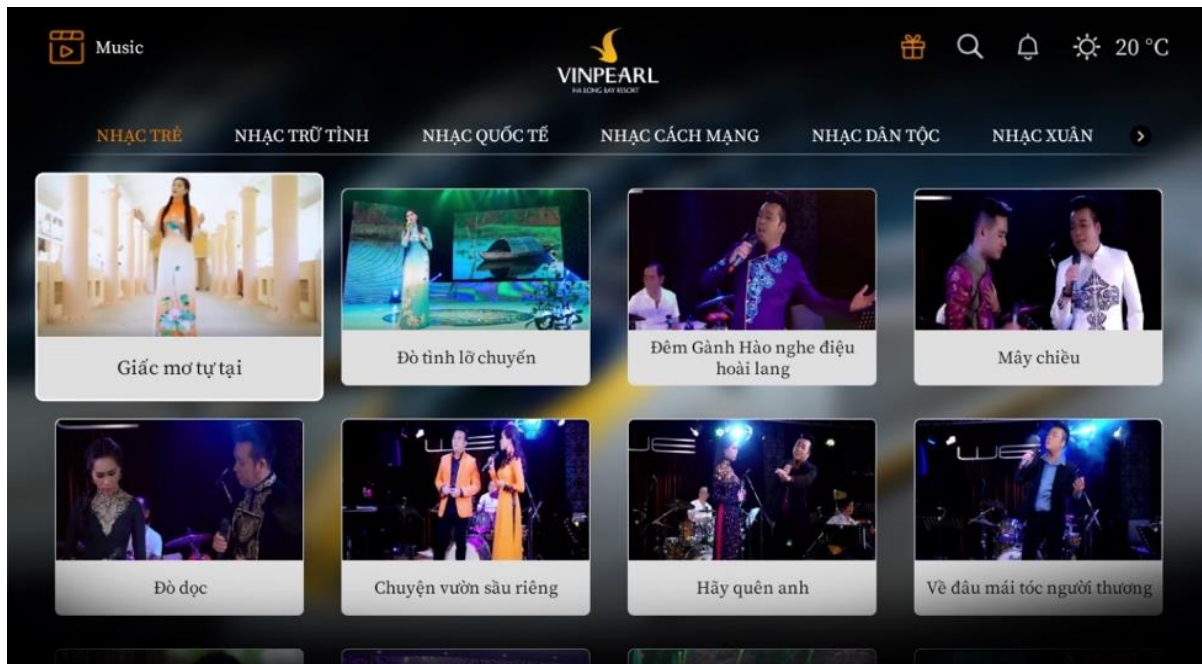 Music
VINPEARL
HA LONG BAY RESORT
20 °C
NHẠC TRẺ
NHẠC TRỮ TÌNH
NHẠC QUỐC TẾ
NHẠC CÁCH MẠNG
NHẠC DÂN TỘC
NHẠC XUÂN
Giấc mơ tự tại
Đò tình lỡ chuyến
Đêm Gành Hào nghe điệu
hoài lang
Mây chiều
Đò dọc
Chuyện vườn sầu riêng
Hãy quên anh
Về đâu mái tóc người thương